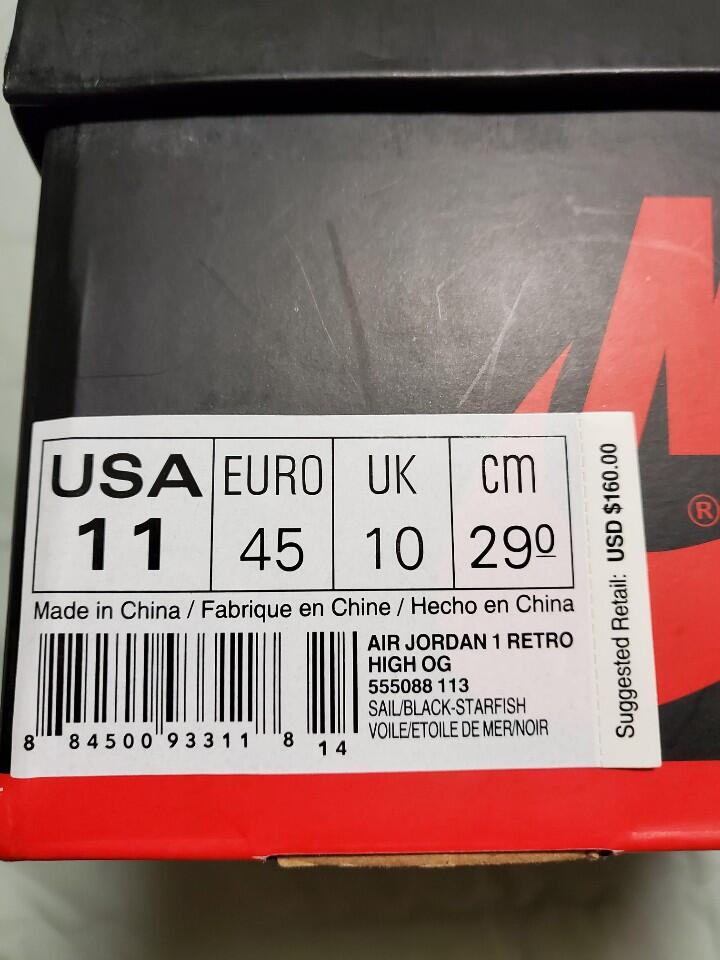 USA EURO UK cm
11 45 10 29⁰
Made in China / Fabrique en Chine / Hecho en China
AIR JORDAN 1 RETRO
HIGH OG
555088 113
SAIL/BLACK-STARFISH
VOILE/ETOILE DE MER/NOIR
8 84500 93311 8 14
Suggested Retail: USD $160.00
®